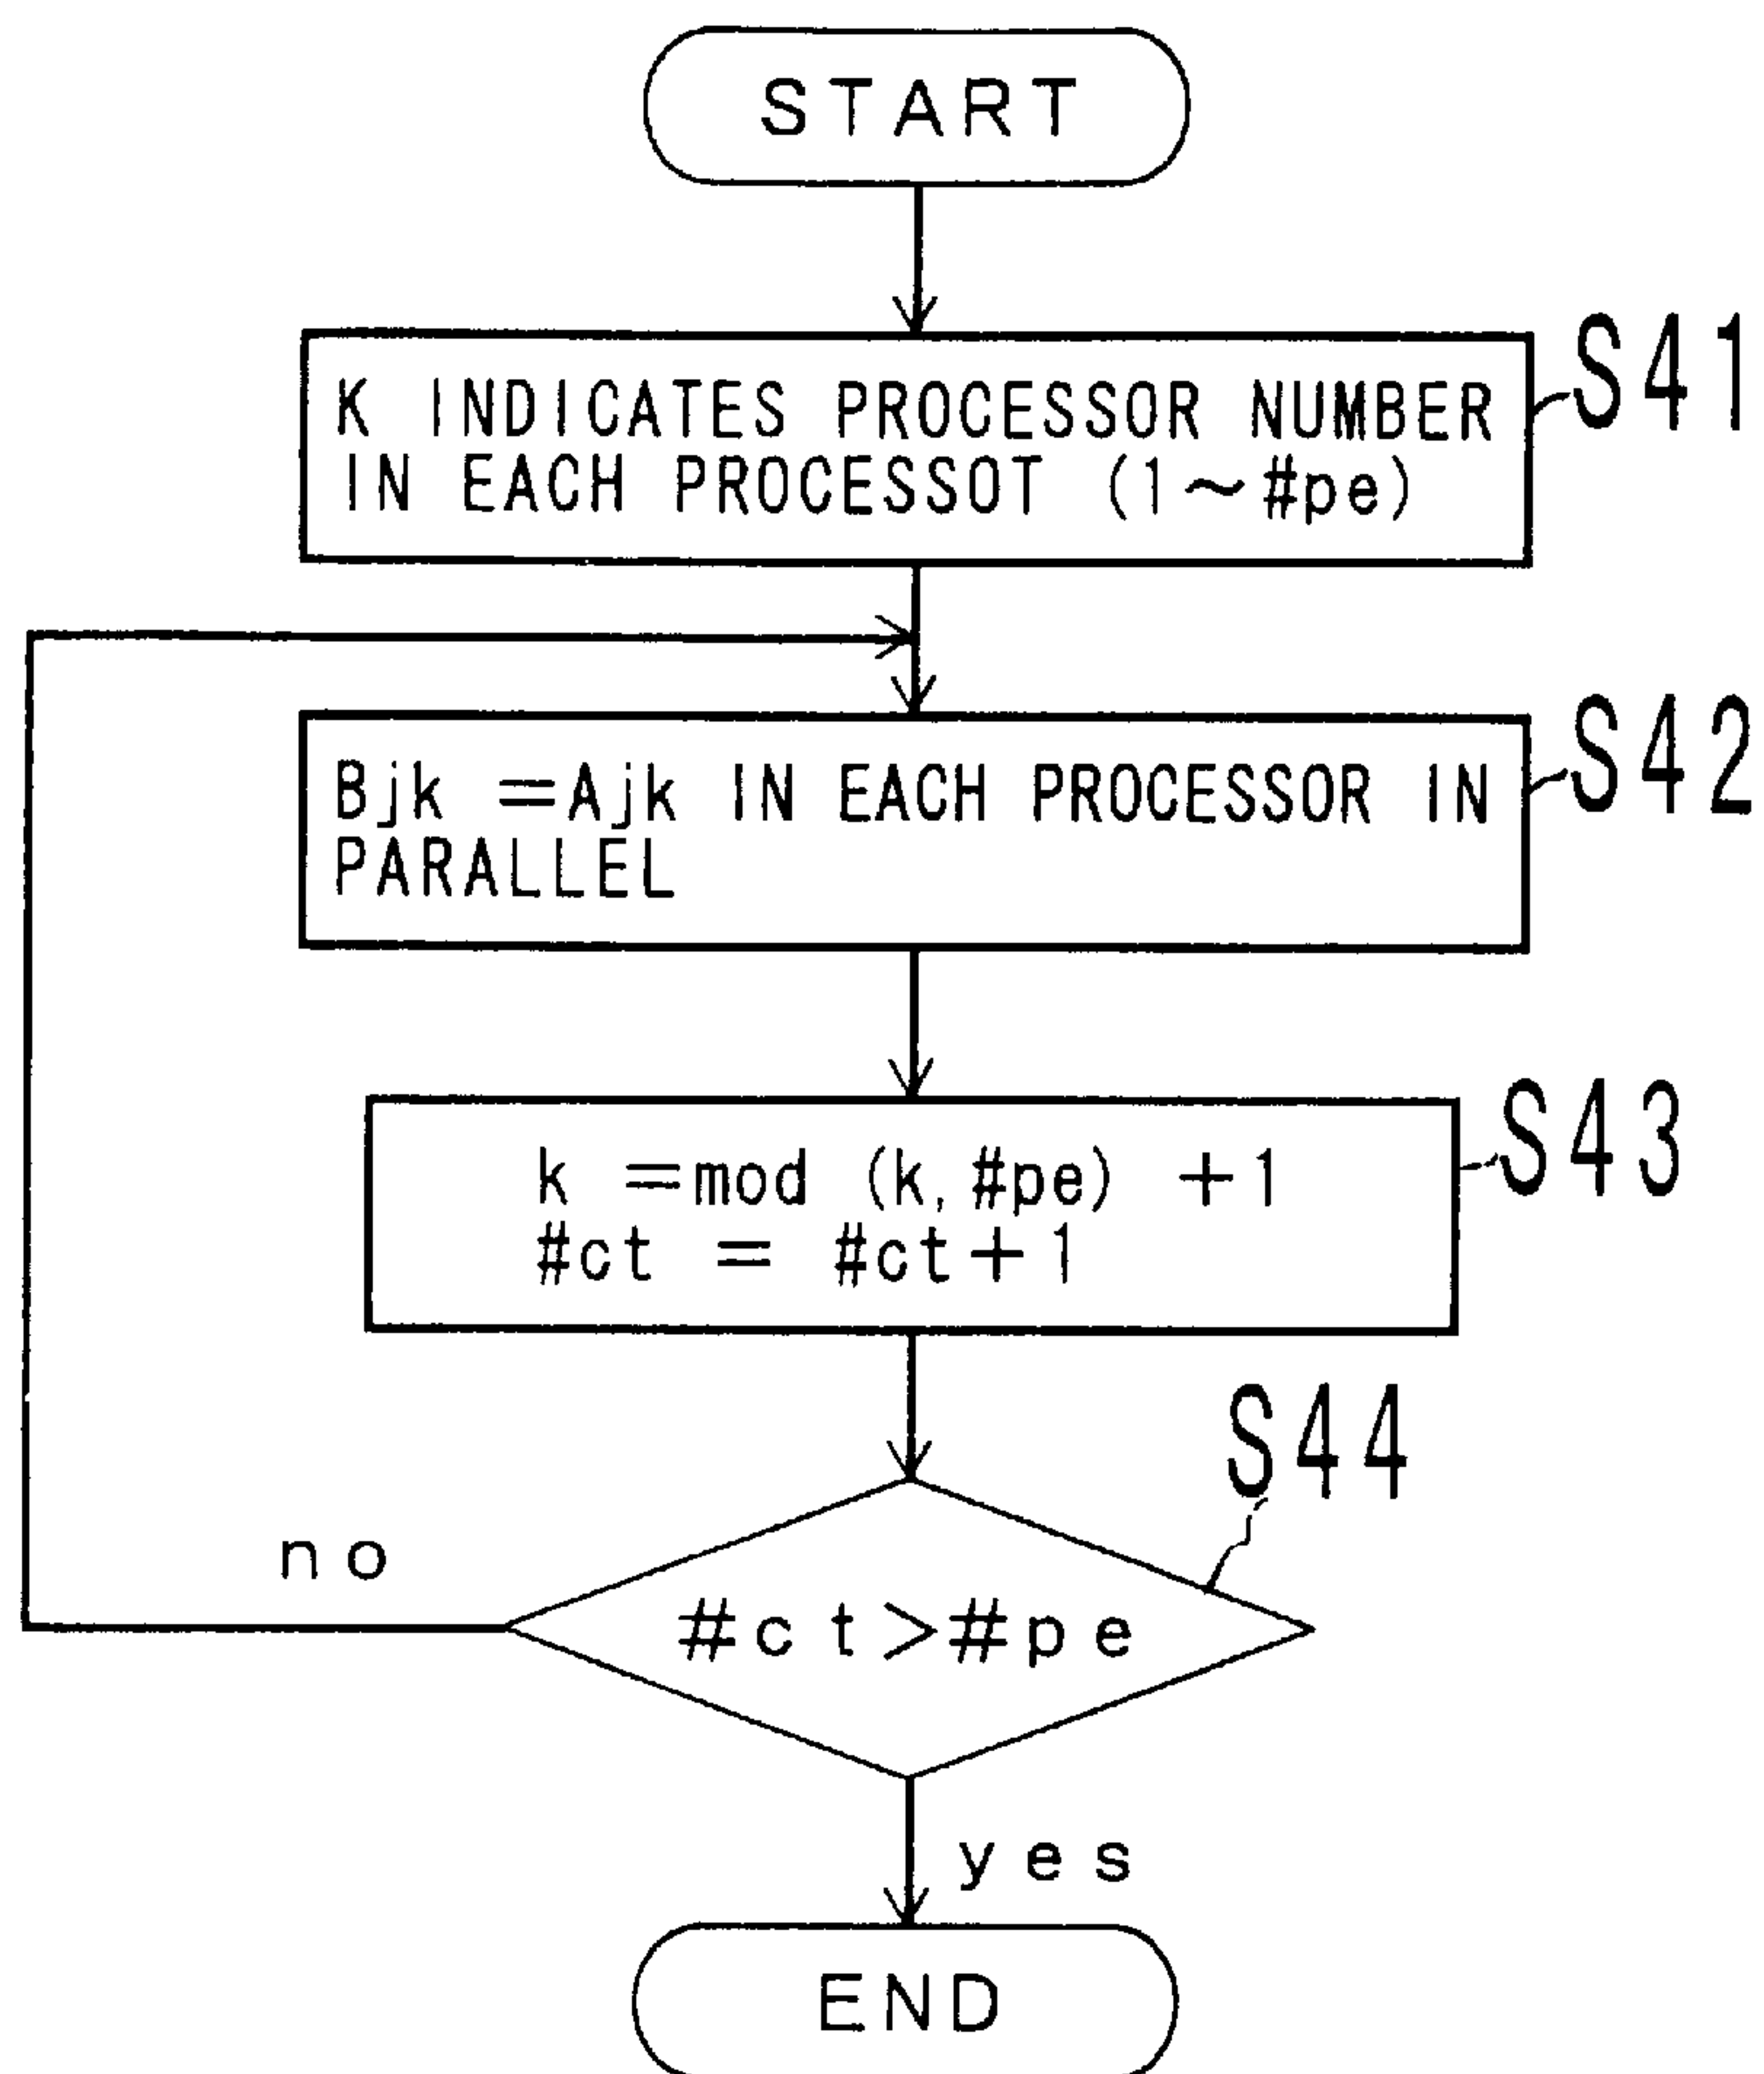 START
S41
K INDICATES PROCESSOR NUMBER
IN EACH PROCESSOT (1～#pe)
S42
Bjk =Ajk IN EACH PROCESSOR IN
PARALLEL
S43
k =mod (k,#pe) +1
#ct = #ct+1
S44
no
#ct>#pe
yes
END